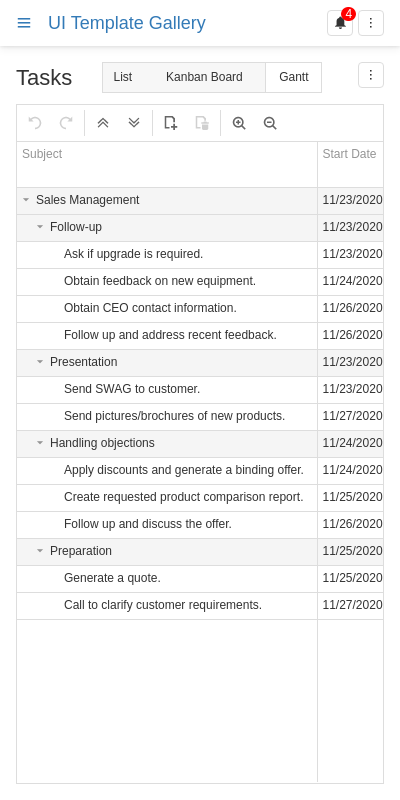 UI Template Gallery
4
Tasks
List Kanban Board Gantt
Subject Start Date
Sales Management 11/23/2020
Follow-up 11/23/2020
Ask if upgrade is required. 11/23/2020
Obtain feedback on new equipment. 11/24/2020
Obtain CEO contact information. 11/26/2020
Follow up and address recent feedback. 11/26/2020
Presentation 11/23/2020
Send SWAG to customer. 11/23/2020
Send pictures/brochures of new products. 11/27/2020
Handling objections 11/24/2020
Apply discounts and generate a binding offer. 11/24/2020
Create requested product comparison report. 11/25/2020
Follow up and discuss the offer. 11/26/2020
Preparation 11/25/2020
Generate a quote. 11/25/2020
Call to clarify customer requirements. 11/27/2020